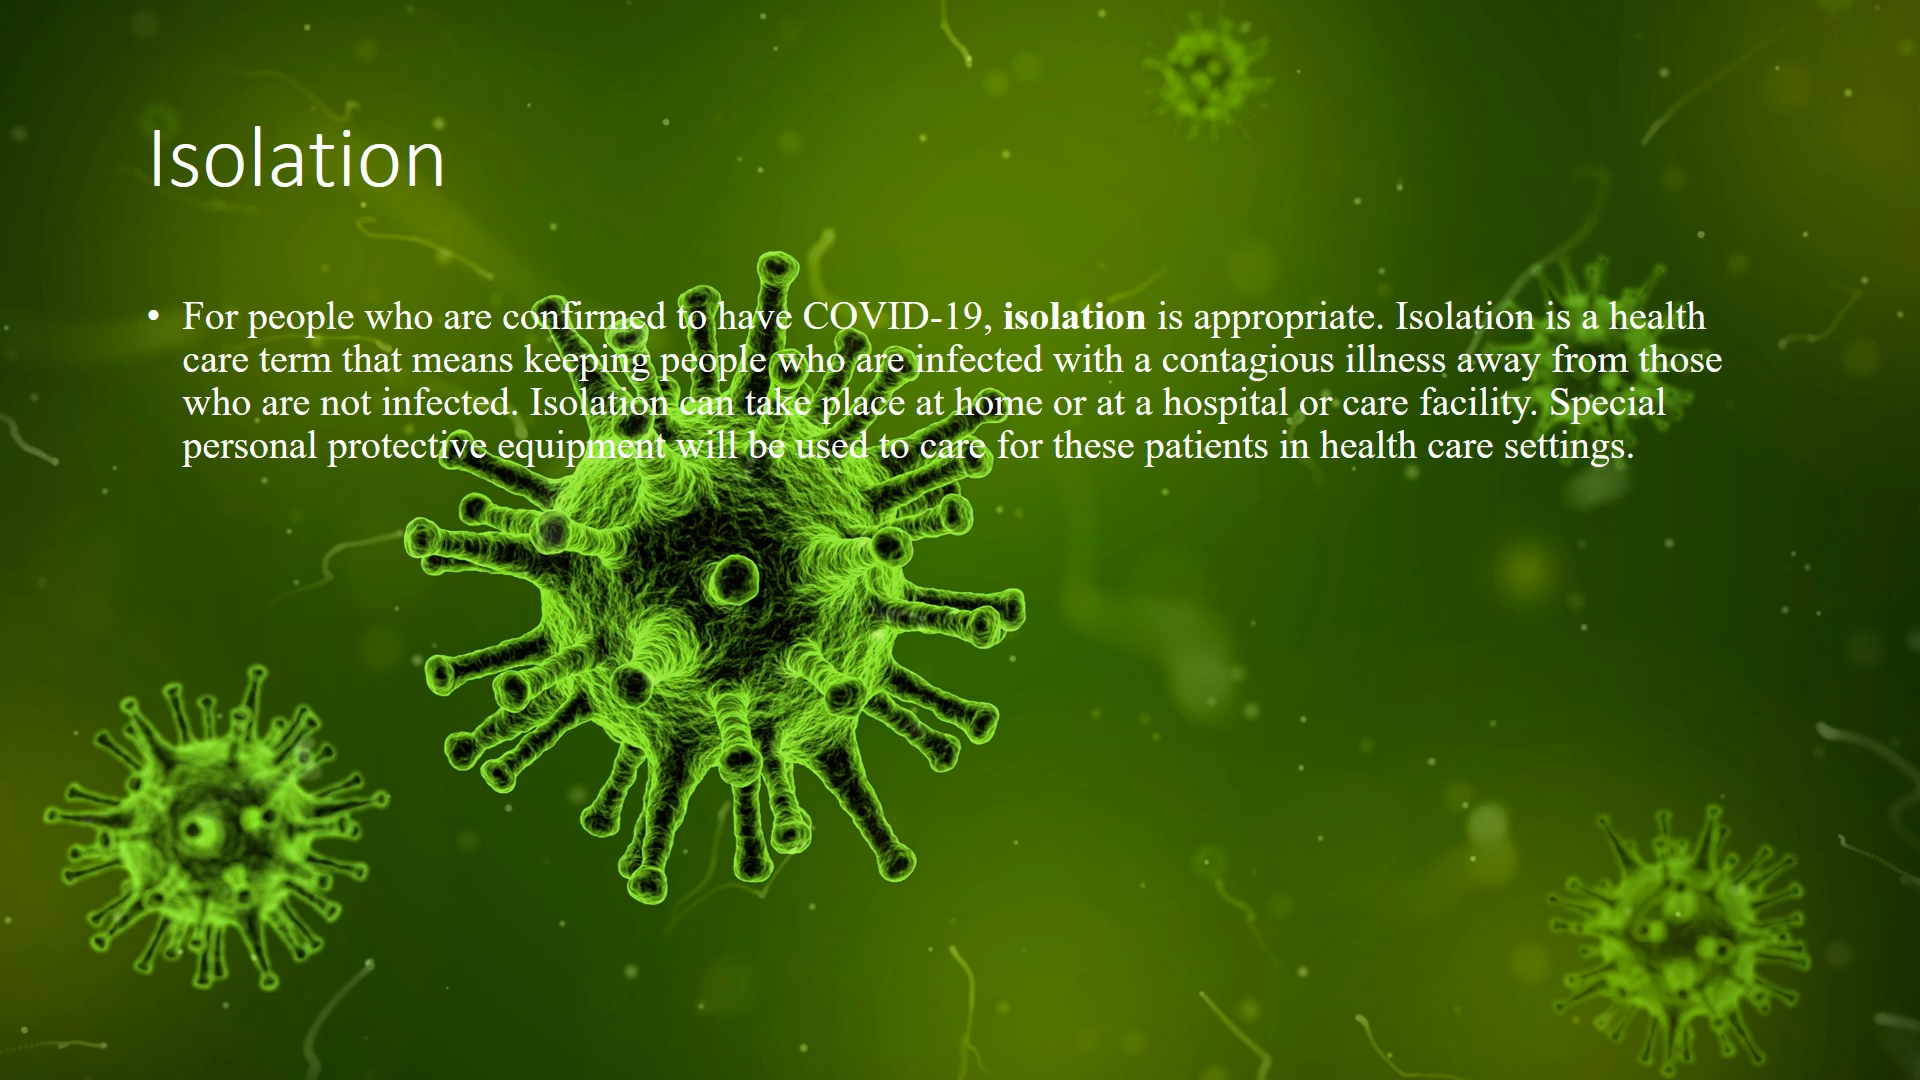 Isolation
• For people who are confirmed to have COVID-19, isolation is appropriate. Isolation is a health
care term that means keeping people who are infected with a contagious illness away from those
who are not infected. Isolation can take place at home or at a hospital or care facility. Special
personal protective equipment will be used to care for these patients in health care settings.